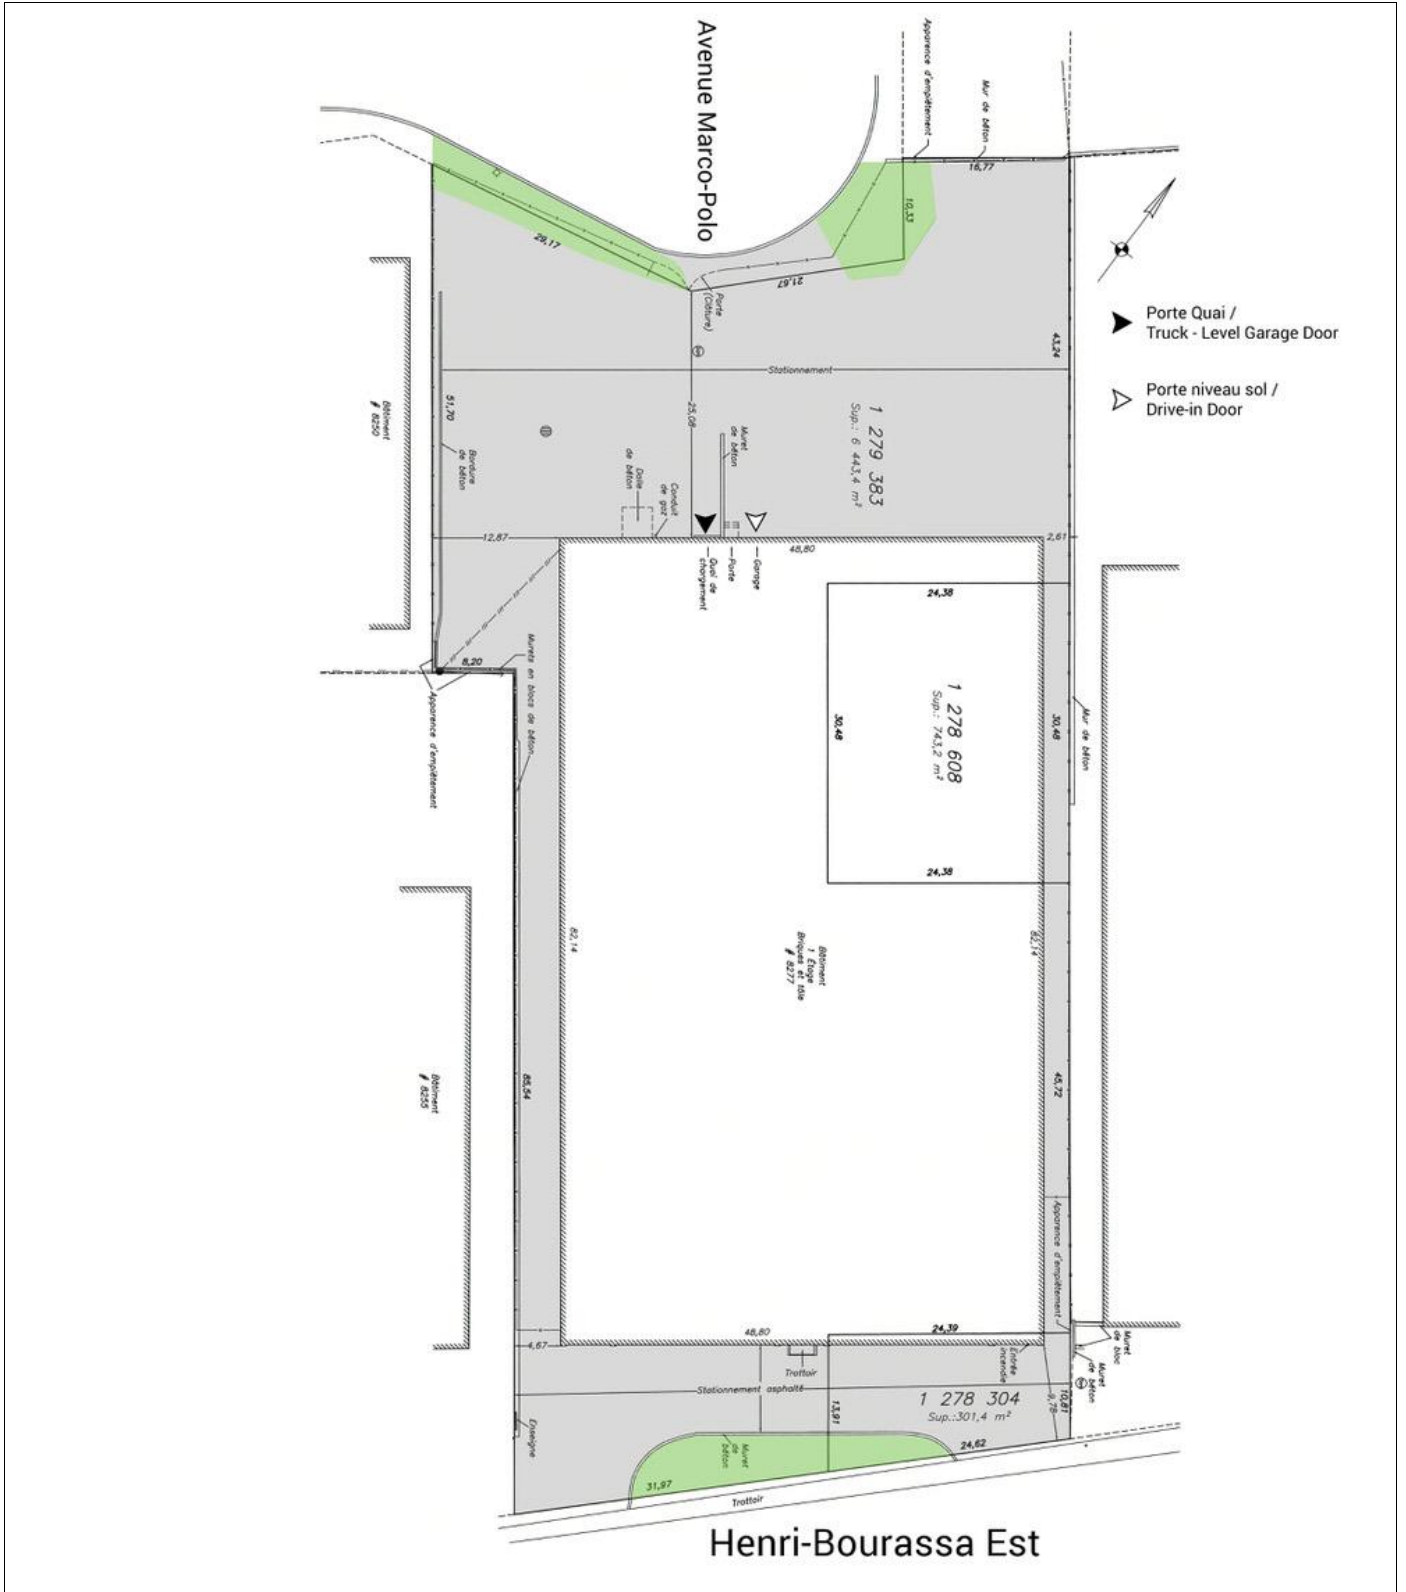 Avenue Marco-Polo
Apparence d'empiètement
Mur de béton
16,77
10,33
29,17
21,67
Porte
(Clôture)
43,24
Porte Quai /
Truck - Level Garage Door
Porte niveau sol /
Drive-in Door
Stationnement
51,70
25,08
Bâtiment
# 8250
Bordure
de béton
Dalle
de béton
Conduit
de gaz
Muret
de béton
1 279 383
Sup.: 6 443,4 m²
12,87
48,80
2,61
Quai de
chargement
Porte
Garage
24,38
8,20
Murets en blocs de béton
Apparence d'empiètement
30,48
1 278 608
Sup.: 743,2 m²
30,48
Mur de béton
24,38
82,14
Bâtiment
1 Étage
Briques et tôle
# 8277
82,14
Bâtiment
# 8255
85,54
45,72
Apparence d'empiètement
4,67
48,80
24,39
Entrée
incendie
Muret
de bloc
Muret
de béton
Trottoir
Stationnement asphalté
1 278 304
Sup.:301,4 m²
13,91
9,78
10,81
Enseigne
Muret
de
béton
24,62
31,97
Trottoir
Henri-Bourassa Est